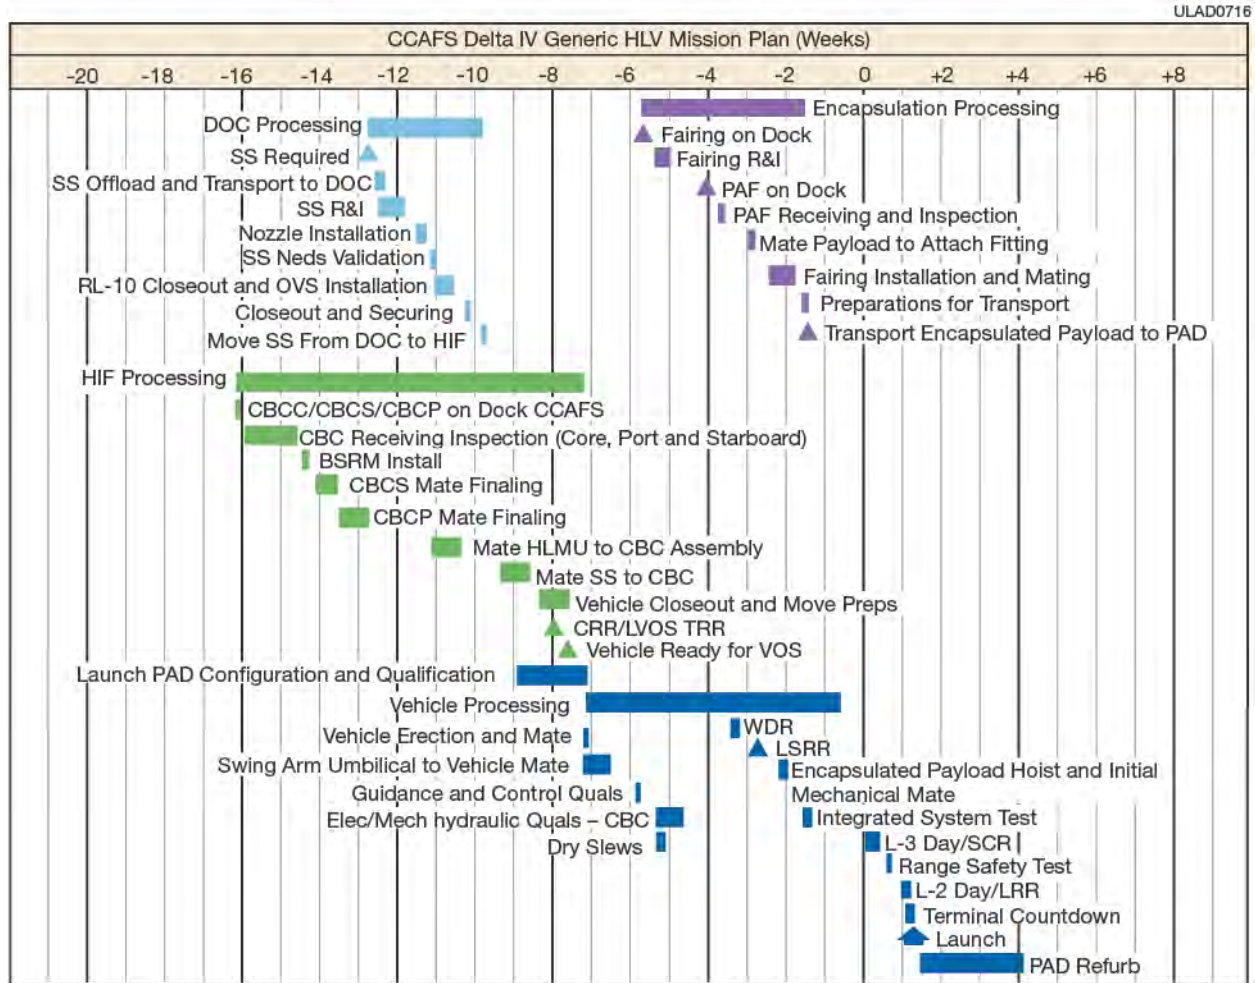 ULAD0716
CCAFS Delta IV Generic HLV Mission Plan (Weeks)
-20 -18 -16 -14 -12 -10 -8 -6 -4 -2 0 +2 +4 +6 +8
Encapsulation Processing
DOC Processing
Fairing on Dock
SS Required
Fairing R&I
SS Offload and Transport to DOC
PAF on Dock
SS R&I
PAF Receiving and Inspection
Nozzle Installation
Mate Payload to Attach Fitting
SS Neds Validation
Fairing Installation and Mating
RL-10 Closeout and OVS Installation
Preparations for Transport
Closeout and Securing
Transport Encapsulated Payload to PAD
Move SS From DOC to HIF
HIF Processing
CBCC/CBCS/CBCP on Dock CCAFS
CBC Receiving Inspection (Core, Port and Starboard)
BSRM Install
CBCS Mate Finaling
CBCP Mate Finaling
Mate HLMU to CBC Assembly
Mate SS to CBC
Vehicle Closeout and Move Preps
CRR/LVOS TRR
Vehicle Ready for VOS
Launch PAD Configuration and Qualification
Vehicle Processing
WDR
Vehicle Erection and Mate
LSRR
Swing Arm Umbilical to Vehicle Mate
Encapsulated Payload Hoist and Initial
Mechanical Mate
Guidance and Control Quals
Elec/Mech hydraulic Quals – CBC
Integrated System Test
Dry Slews
L-3 Day/SCR
Range Safety Test
L-2 Day/LRR
Terminal Countdown
Launch
PAD Refurb